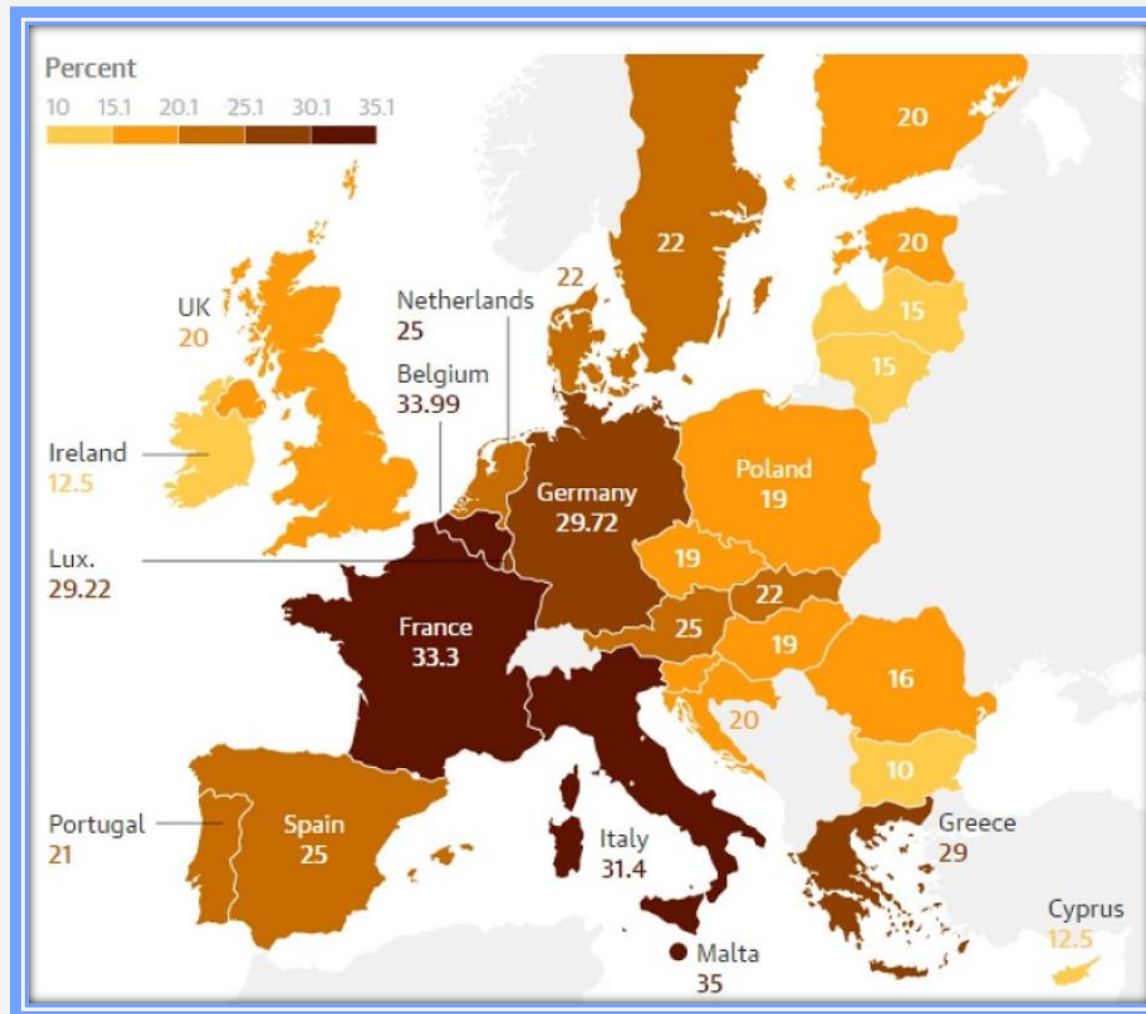 Percent
10 15.1 20.1 25.1 30.1 35.1
20
22
20
22
Netherlands
25
UK
20
15
Belgium
33.99
15
Ireland
12.5
Poland
19
Germany
29.72
Lux.
29.22
19
22
25
France
33.3
19
16
20
10
Portugal
21
Spain
25
Italy
31.4
Greece
29
Cyprus
12.5
Malta
35